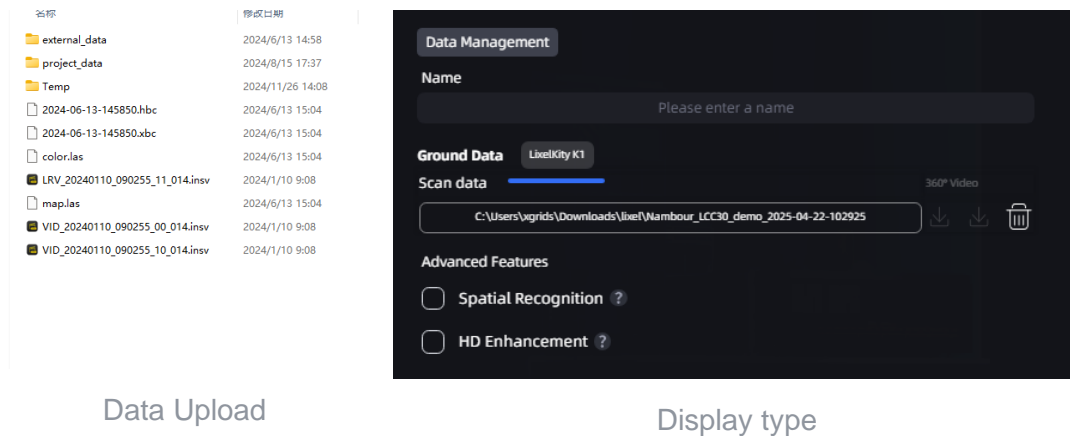 名称 修改日期
external_data 2024/6/13 14:58
project_data 2024/8/15 17:37
Temp 2024/11/26 14:08
2024-06-13-145850.hbc 2024/6/13 15:04
2024-06-13-145850.xbc 2024/6/13 15:04
color.las 2024/6/13 15:04
LRV_20240110_090255_11_014.insv 2024/1/10 9:08
map.las 2024/6/13 15:04
VID_20240110_090255_00_014.insv 2024/1/10 9:08
VID_20240110_090255_10_014.insv 2024/1/10 9:08
Data Upload
Data Management
Name
Please enter a name
Ground Data LixelKity K1
Scan data 360° Video
C:\Users\xgrids\Downloads\lixel\Nambour_LCC30_demo_2025-04-22-102925
Advanced Features
Spatial Recognition ?
HD Enhancement ?
Display type